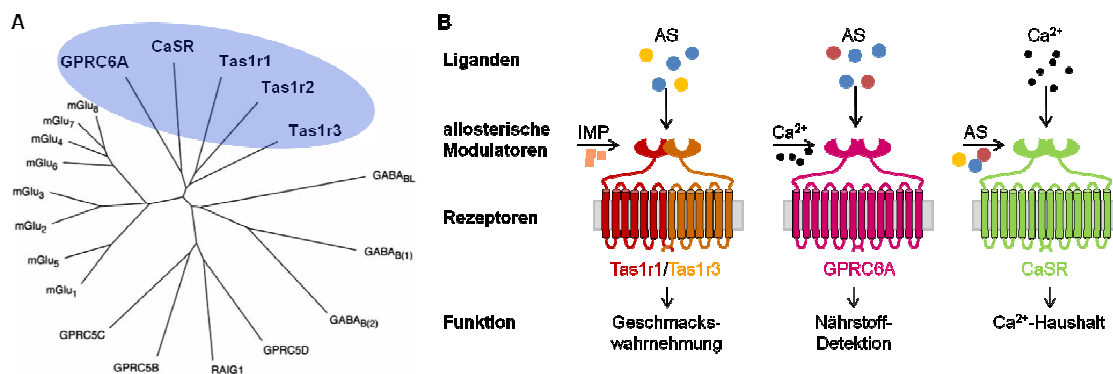 A
GPRC6A
CaSR
Tas1r1
Tas1r2
Tas1r3
mGlu8
mGlu7
mGlu4
mGlu6
mGlu3
mGlu2
mGlu5
mGlu1
GPRC5C
GPRC5B
RAIG1
GPRC5D
GABAB(2)
GABAB(1)
GABABL
B
Liganden
AS
AS
Ca²⁺
allosterische
Modulatoren
IMP
Ca²⁺
AS
Rezeptoren
Tas1r1/Tas1r3
GPRC6A
CaSR
Funktion
Geschmacks-
wahrnehmung
Nährstoff-
Detektion
Ca²⁺-Haushalt